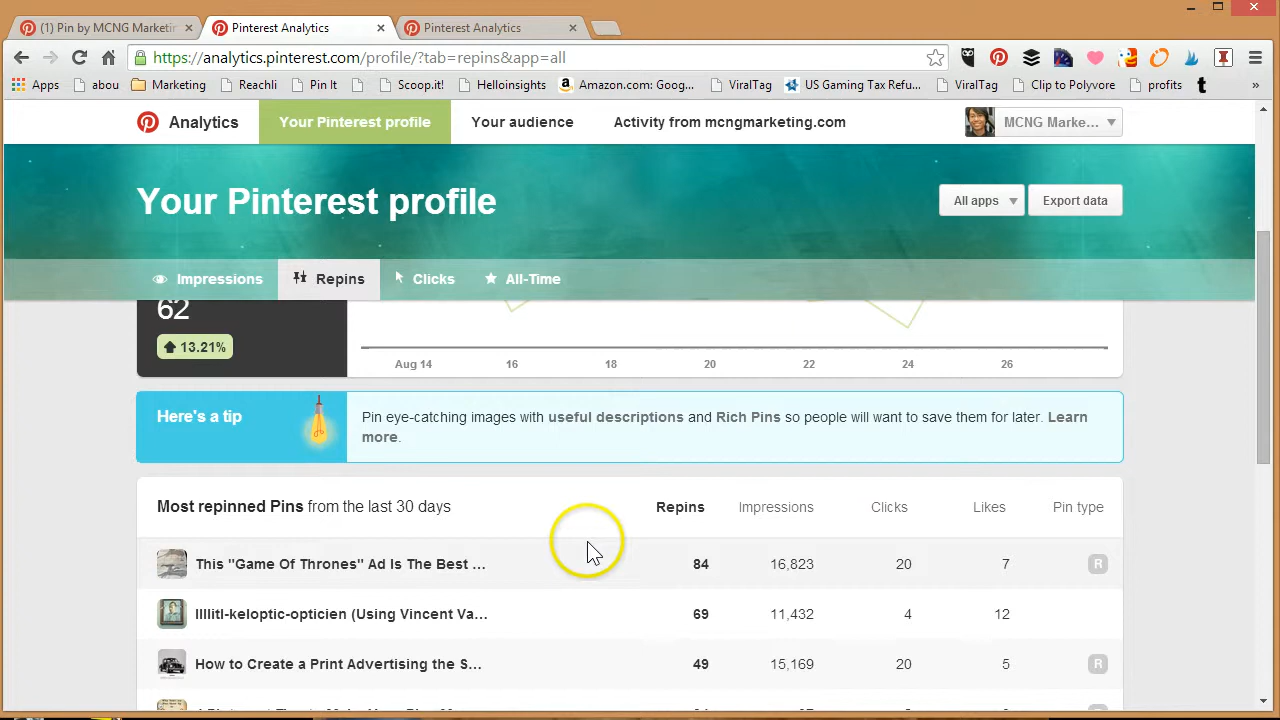 (1) Pin by MCNG Marketin
Pinterest Analytics
Pinterest Analytics
https://analytics.pinterest.com/profile/?tab=repins&app=all
Apps
abou
Marketing
Reachli
Pin It
Scoop.it!
Helloinsights
Amazon.com: Goog...
ViralTag
US Gaming Tax Refu...
ViralTag
Clip to Polyvore
profits
»
Analytics
Your Pinterest profile
Your audience
Activity from mcngmarketing.com
MCNG Marke...
Your Pinterest profile
All apps
Export data
Impressions
Repins
Clicks
All-Time
62
13.21%
Aug 14 16 18 20 22 24 26
Here's a tip
Pin eye-catching images with useful descriptions and Rich Pins so people will want to save them for later. Learn
more.
Most repinned Pins from the last 30 days Repins Impressions Clicks Likes Pin type
This "Game Of Thrones" Ad Is The Best ... 84 16,823 20 7 R
Illlitl-keloptic-opticien (Using Vincent Va... 69 11,432 4 12
How to Create a Print Advertising the S... 49 15,169 20 5 R